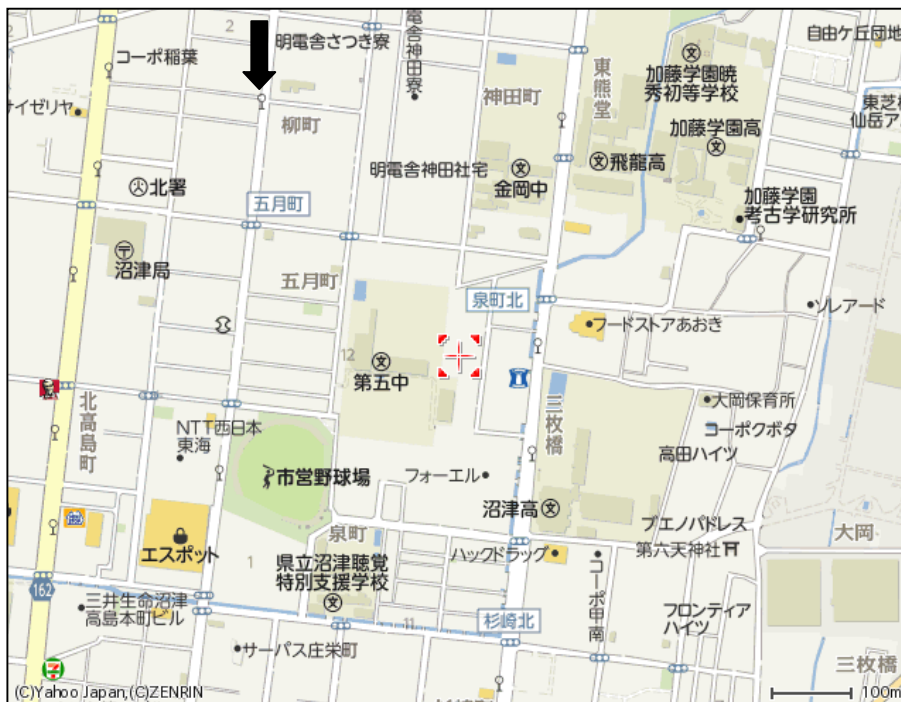 2
コーポ稲葉
明電舎さつき寮
電舎神田寮
自由ケ丘団地
東熊堂
加藤学園暁
秀初等学校
サイゼリヤ
神田町
柳町
加藤学園高
文飛龍高
明電舎神田社宅
文
金岡中
北署
五月町
加藤学園
考古学研究所
沼津局
五月町
泉町北
ソレアード
フードストアあおき
12
文
第五中
三枚橋
大岡保育所
コーポクボタ
高田ハイツ
北高島町
NTT西日本
東海
市営野球場
フォーエル
沼津高文
泉町
ブエノパドレス
大岡
エスポット
1
県立沼津聴覚
特別支援学校
文
ハックドラッグ
第六天神社
コーポ甲南
162
三井生命沼津
高島本町ビル
11
杉崎北
フロンティア
ハイツ
サーパス庄栄町
三枚橋
(C)Yahoo Japan,(C)ZENRIN
100m